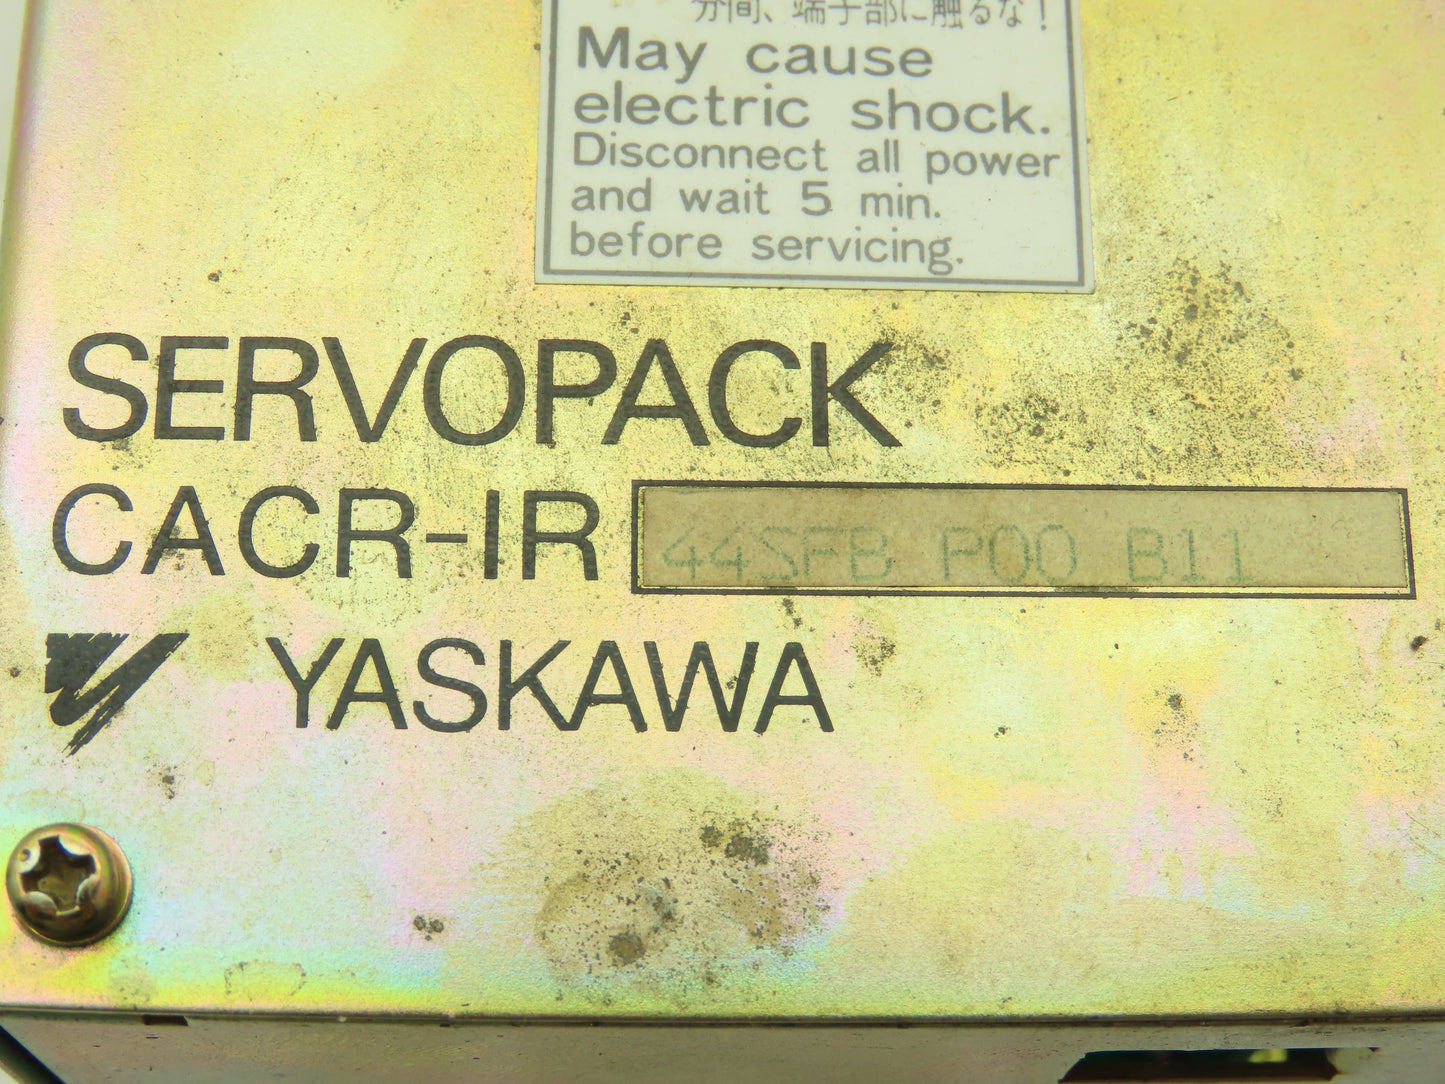 分間、端子部に触るな！
May cause
electric shock.
Disconnect all power
and wait 5 min.
before servicing.
SERVOPACK
CACR-IR 44SFB P00 B11
YASKAWA